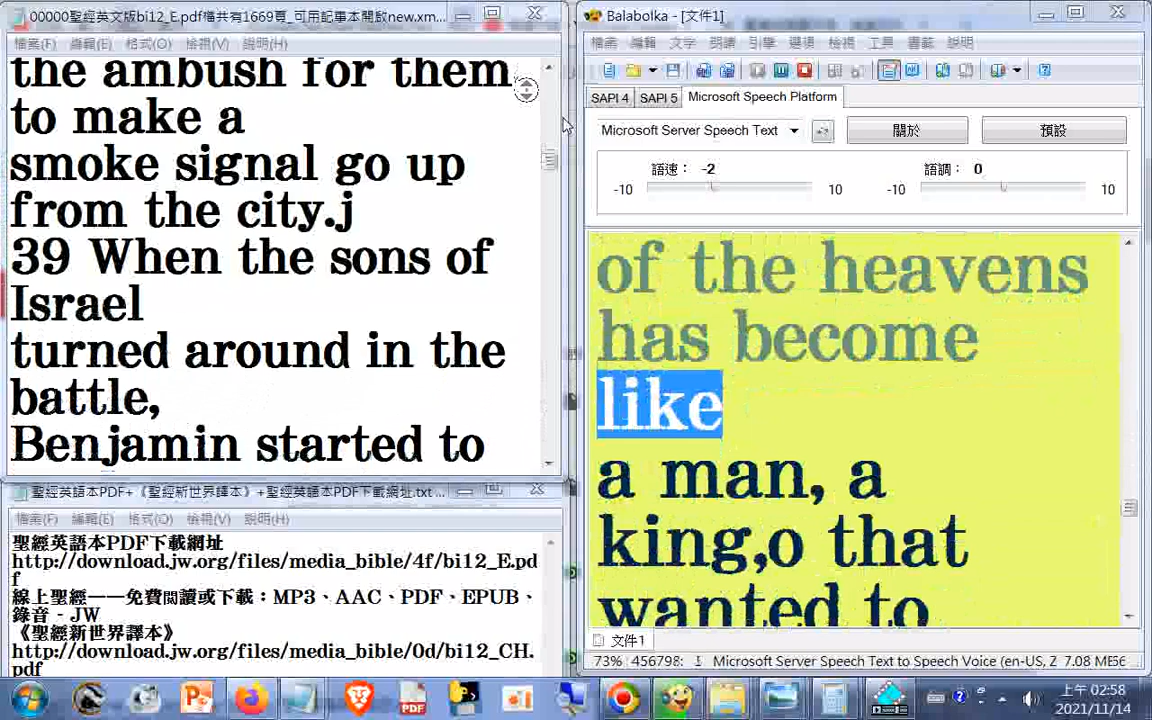 00000聖經英文版bi12_E.pdf檔共有1669頁_可用記事本開啟new.xm...
檔案(F) 編輯(E) 格式(O) 檢視(V) 說明(H)
the ambush for them
to make a
smoke signal go up
from the city.j
39 When the sons of
Israel
turned around in the
battle,
Benjamin started to
聖經英語本PDF+《聖經新世界譯本》+聖經英語本PDF下載網址.txt ...
檔案(F) 編輯(E) 格式(O) 檢視(V) 說明(H)
聖經英語本PDF下載網址
http://download.jw.org/files/media_bible/4f/bi12_E.pd
f
線上聖經——免費閱讀或下載：MP3、AAC、PDF、EPUB、
錄音 - JW
《聖經新世界譯本》
http://download.jw.org/files/media_bible/0d/bi12_CH.
pdf
Balabolka - [文件1]
檔案 編輯 文字 朗讀 引擎 選項 檢視 工具 書籤 說明
SAPI 4 SAPI 5 Microsoft Speech Platform
Microsoft Server Speech Text 關於 預設
語速： -2 語調： 0
-10 10 -10 10
of the heavens
has become
like
a man, a
king,o that
wanted to
文件1
73% 456798: 1 Microsoft Server Speech Text to Speech Voice (en-US, Z 7.08 ME56
上午 02:58
2021/11/14